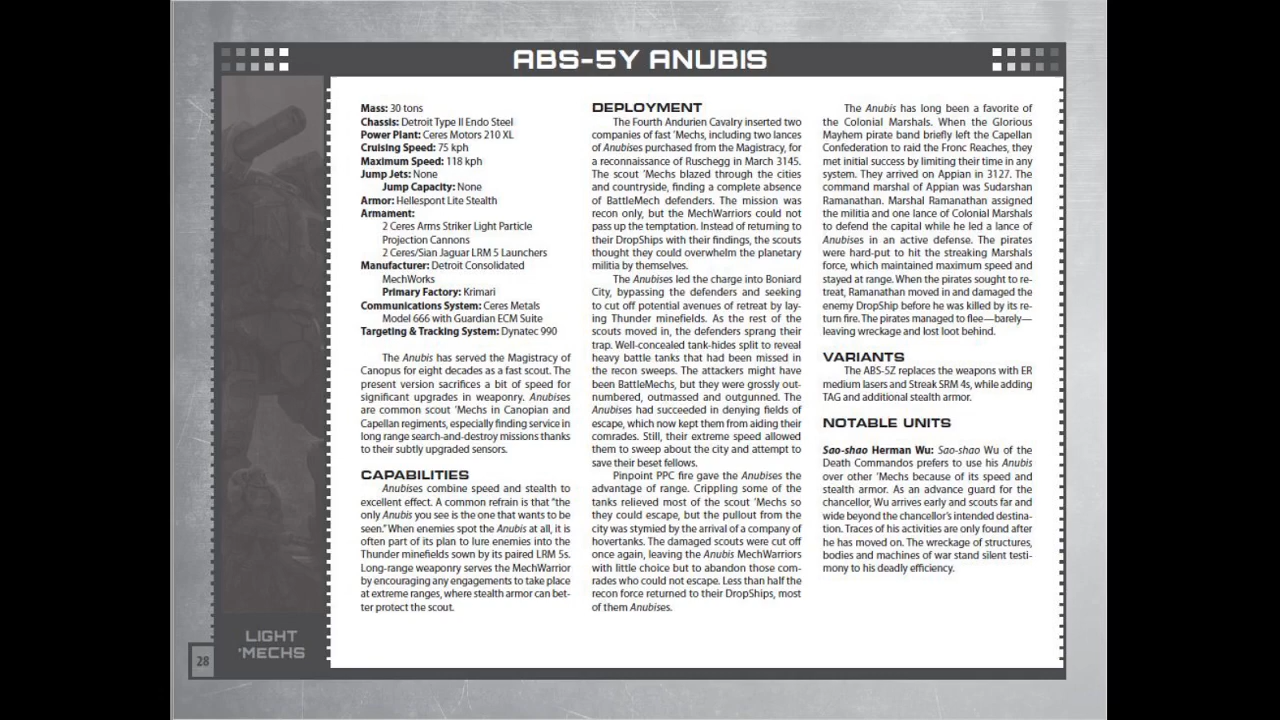 ABS-5Y ANUBIS
Mass: 30 tons
Chassis: Detroit Type II Endo Steel
Power Plant: Ceres Motors 210 XL
Cruising Speed: 75 kph
Maximum Speed: 118 kph
Jump Jets: None
Jump Capacity: None
Armor: Hellespont Lite Stealth
Armament:
2 Ceres Arms Striker Light Particle
Projection Cannons
2 Ceres/Sian Jaguar LRM 5 Launchers
Manufacturer: Detroit Consolidated
MechWorks
Primary Factory: Krimari
Communications System: Ceres Metals
Model 666 with Guardian ECM Suite
Targeting & Tracking System: Dynatec 990
The Anubis has served the Magistracy of
Canopus for eight decades as a fast scout. The
present version sacrifices a bit of speed for
significant upgrades in weaponry. Anubises
are common scout 'Mechs in Canopian and
Capellan regiments, especially finding service in
long range search-and-destroy missions thanks
to their subtly upgraded sensors.
CAPABILITIES
Anubises combine speed and stealth to
excellent effect. A common refrain is that "the
only Anubis you see is the one that wants to be
seen." When enemies spot the Anubis at all, it is
often part of its plan to lure enemies into the
Thunder minefields sown by its paired LRM 5s.
Long-range weaponry serves the MechWarrior
by encouraging any engagements to take place
at extreme ranges, where stealth armor can bet-
ter protect the scout.
DEPLOYMENT
The Fourth Andurien Cavalry inserted two
companies of fast 'Mechs, including two lances
of Anubises purchased from the Magistracy, for
a reconnaissance of Ruschegg in March 3145.
The scout 'Mechs blazed through the cities
and countryside, finding a complete absence
of BattleMech defenders. The mission was
recon only, but the MechWarriors could not
pass up the temptation. Instead of returning to
their DropShips with their findings, the scouts
thought they could overwhelm the planetary
militia by themselves.
The Anubises led the charge into Boniard
City, bypassing the defenders and seeking
to cut off potential avenues of retreat by lay-
ing Thunder minefields. As the rest of the
scouts moved in, the defenders sprang their
trap. Well-concealed tank-hides split to reveal
heavy battle tanks that had been missed in
the recon sweeps. The attackers might have
been BattleMechs, but they were grossly out-
numbered, outmassed and outgunned. The
Anubises had succeeded in denying fields of
escape, which now kept them from aiding their
comrades. Still, their extreme speed allowed
them to sweep about the city and attempt to
save their beset fellows.
Pinpoint PPC fire gave the Anubises the
advantage of range. Crippling some of the
tanks relieved most of the scout 'Mechs so
they could escape, but the pullout from the
city was stymied by the arrival of a company of
hovertanks. The damaged scouts were cut off
once again, leaving the Anubis MechWarriors
with little choice but to abandon those com-
rades who could not escape. Less than half the
recon force returned to their DropShips, most
of them Anubises.
The Anubis has long been a favorite of
the Colonial Marshals. When the Glorious
Mayhem pirate band briefly left the Capellan
Confederation to raid the Fronc Reaches, they
met initial success by limiting their time in any
system. They arrived on Appian in 3127. The
command marshal of Appian was Sudarshan
Ramanathan. Marshal Ramanathan assigned
the militia and one lance of Colonial Marshals
to defend the capital while he led a lance of
Anubises in an active defense. The pirates
were hard-put to hit the streaking Marshals
force, which maintained maximum speed and
stayed at range. When the pirates sought to re-
treat, Ramanathan moved in and damaged the
enemy DropShip before he was killed by its re-
turn fire. The pirates managed to flee—barely—
leaving wreckage and lost loot behind.
VARIANTS
The ABS-5Z replaces the weapons with ER
medium lasers and Streak SRM 4s, while adding
TAG and additional stealth armor.
NOTABLE UNITS
Sao-shao Herman Wu: Sao-shao Wu of the
Death Commandos prefers to use his Anubis
over other 'Mechs because of its speed and
stealth armor. As an advance guard for the
chancellor, Wu arrives early and scouts far and
wide beyond the chancellor's intended destina-
tion. Traces of his activities are only found after
he has moved on. The wreckage of structures,
bodies and machines of war stand silent testi-
mony to his deadly efficiency.
LIGHT
'MECHS
28